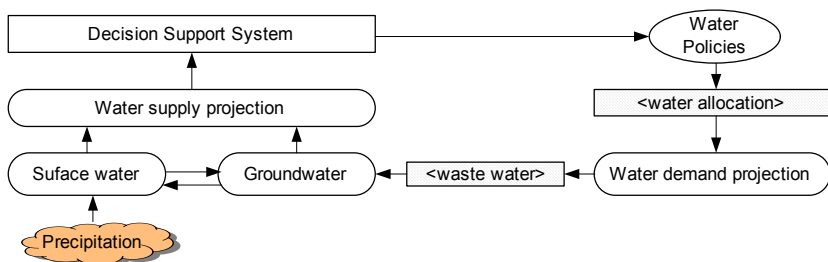 Decision Support System
Water
Policies
Water supply projection
<water allocation>
Suface water
Groundwater
<waste water>
Water demand projection
Precipitation